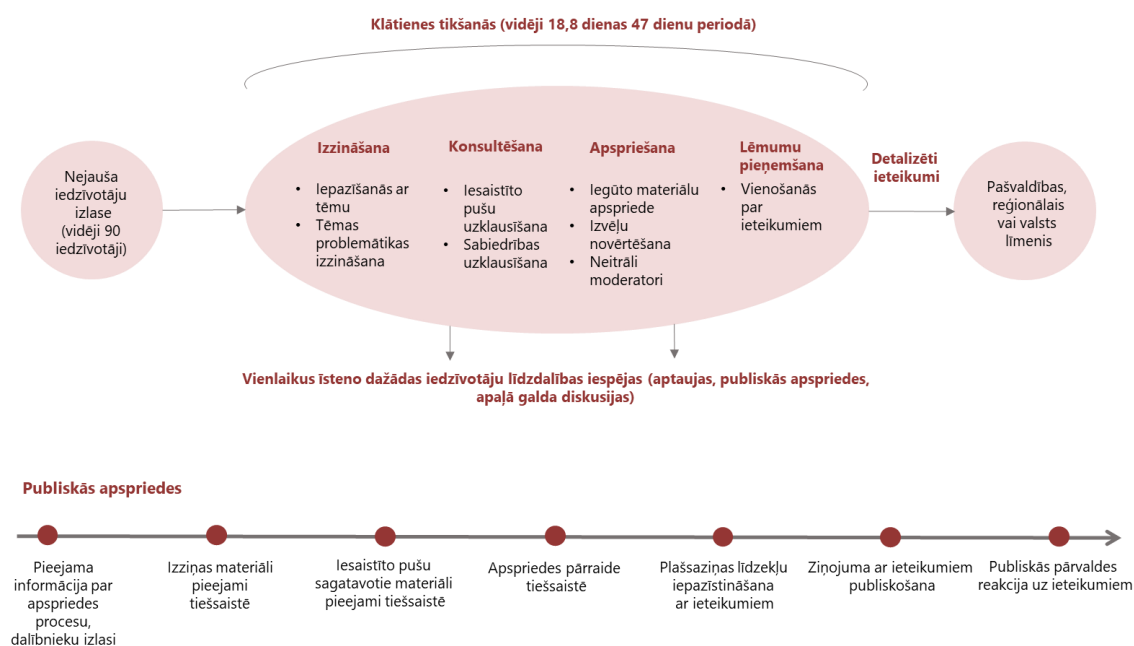 Klātienes tikšanās (vidēji 18,8 dienas 47 dienu periodā)
Nejauša
iedzīvotāju
izlase
(vidēji 90
iedzīvotāji)
Izzināšana
• Iepazīšanās ar
tēmu
• Tēmas
problemātikas
izzināšana
Konsultēšana
• Iesaistīto
pušu
uzklausīšana
• Sabiedrības
uzklausīšana
Apspriešana
• Iegūto materiālu
apspriede
• Izvēļu
novērtēšana
• Neitrāli
moderatori
Lēmumu
pieņemšana
• Vienošanās
par
ieteikumiem
Detalizēti
ieteikumi
Pašvaldības,
reģionālais
vai valsts
līmenis
Vienlaikus īsteno dažādas iedzīvotāju līdzdalības iespējas (aptaujas, publiskās apspriedes,
apaļā galda diskusijas)
Publiskās apspriedes
Pieejama
informācija par
apspriedes
procesu,
dalībnieku izlasi
Izziņas materiāli
pieejami
tiešsaistē
Iesaistīto pušu
sagatavotie materiāli
pieejami tiešsaistē
Apspriedes pārraide
tiešsaistē
Plašsaziņas līdzekļu
iepazīstināšana
ar ieteikumiem
Ziņojuma ar ieteikumiem
publiskošana
Publiskās pārvaldes
reakcija uz ieteikumiem